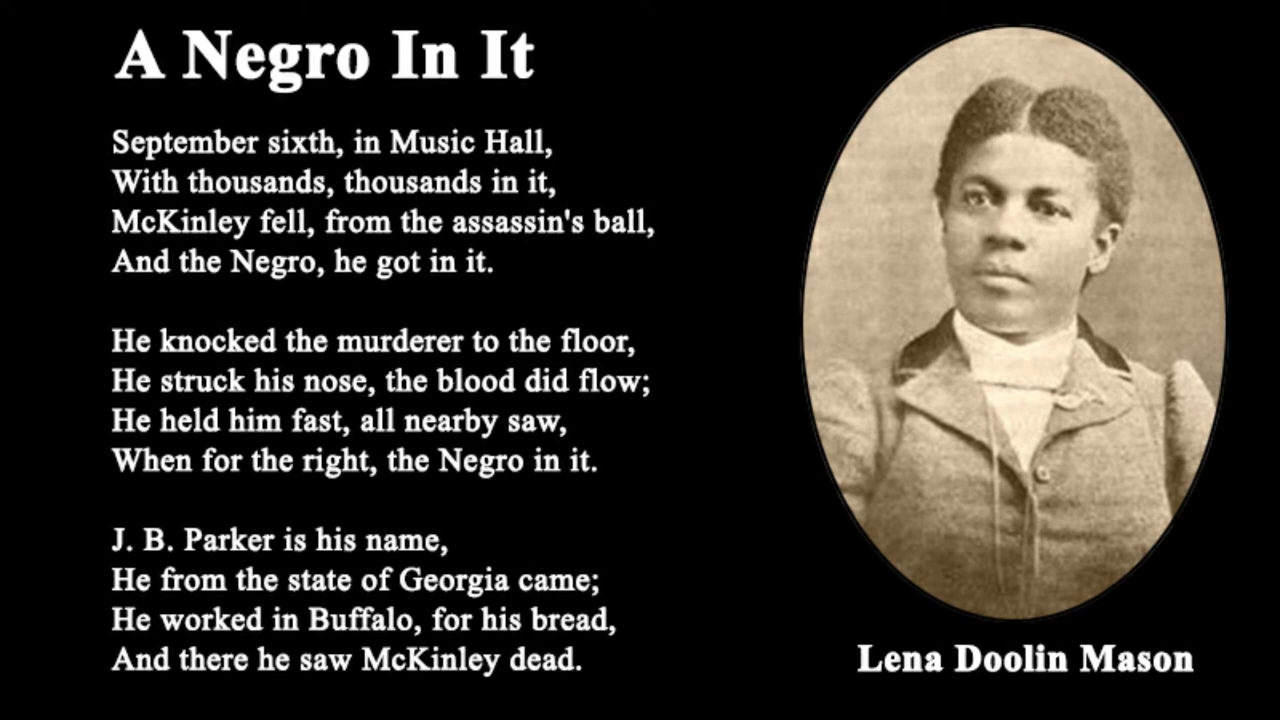 A Negro In It
September sixth, in Music Hall,
With thousands, thousands in it,
McKinley fell, from the assassin's ball,
And the Negro, he got in it.
He knocked the murderer to the floor,
He struck his nose, the blood did flow;
He held him fast, all nearby saw,
When for the right, the Negro in it.
J. B. Parker is his name,
He from the state of Georgia came;
He worked in Buffalo, for his bread,
And there he saw McKinley dead.
Lena Doolin Mason